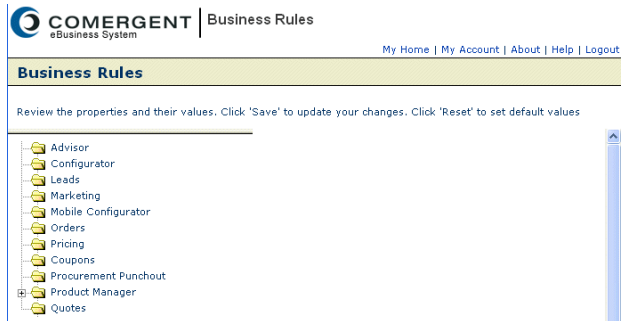 COMERGENT
eBusiness System
Business Rules
My Home | My Account | About | Help | Logout
Business Rules
Review the properties and their values. Click 'Save' to update your changes. Click 'Reset' to set default values
Advisor
Configurator
Leads
Marketing
Mobile Configurator
Orders
Pricing
Coupons
Procurement Punchout
Product Manager
Quotes